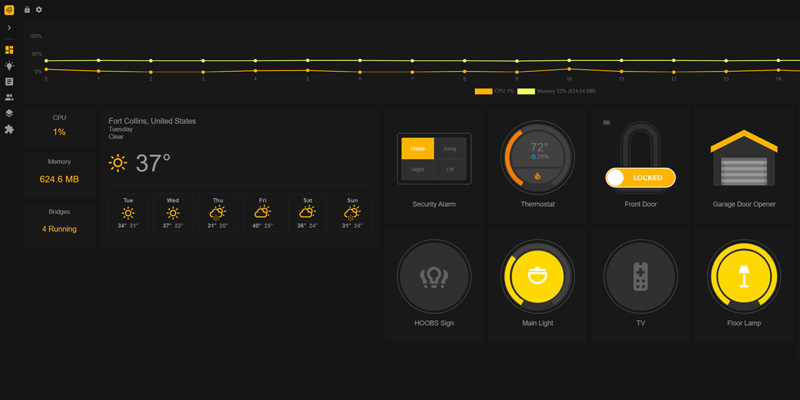 100%
50%
0%
0 1 2 3 4 5 6 7 8 9 10 11 12 13 14
CPU 1% Memory 32% (624.64 MB)
CPU
1%
Memory
624.6 MB
Bridges
4 Running
Fort Collins, United States
Tuesday
Clear
37°
Tue Wed Thu Fri Sat Sun
34° 31° 37° 23° 31° 28° 40° 25° 36° 24° 31° 24°
Home Away
Night Off
Security Alarm
72°
Thermostat
LOCKED
Front Door
Garage Door Opener
HOOBS Sign
Main Light
TV
Floor Lamp